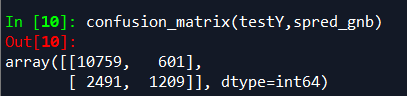 In [10]: confusion_matrix(testY,spred_gnb)
Out[10]:
array([[10759,   601],
       [ 2491,  1209]], dtype=int64)